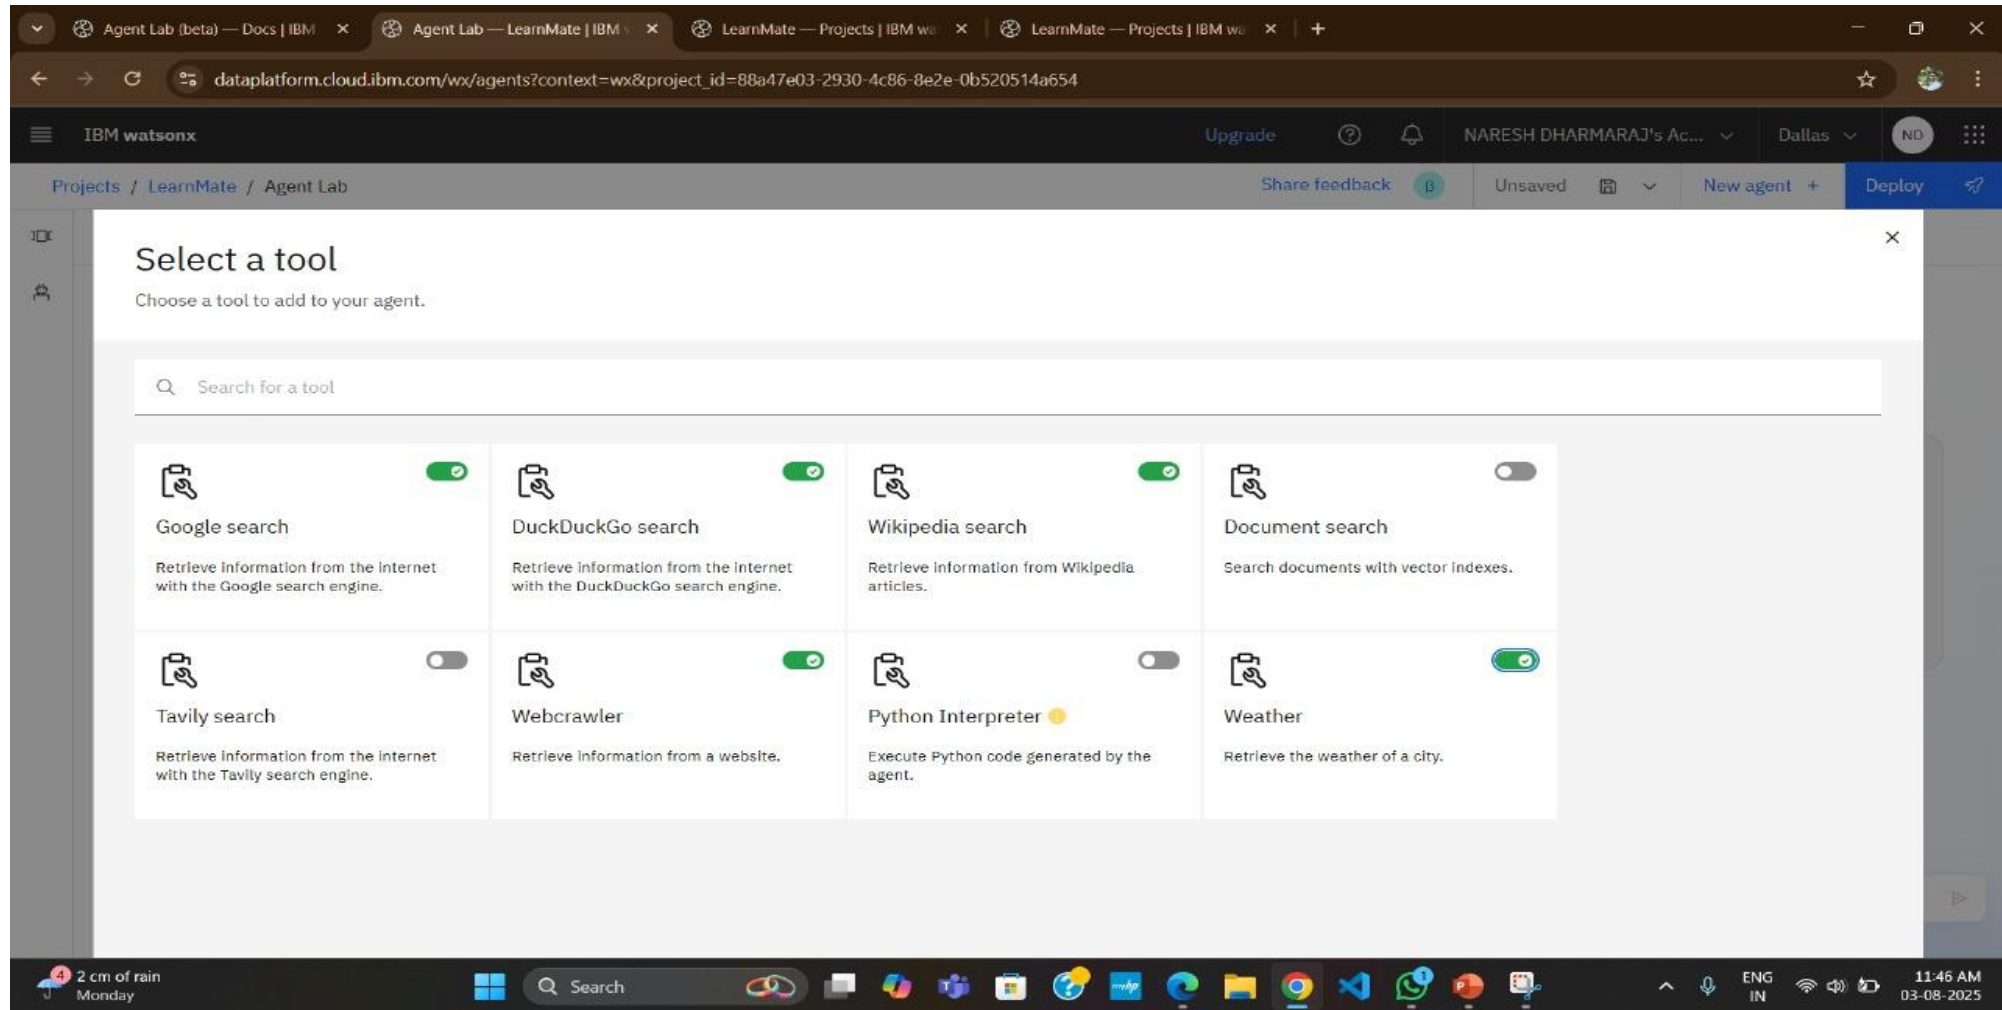 Agent Lab (beta) — Docs | IBM
Agent Lab — LearnMate | IBM
LearnMate — Projects | IBM wa
LearnMate — Projects | IBM wa
dataplatform.cloud.ibm.com/wx/agents?context=wx&project_id=88a47e03-2930-4c86-8e2e-0b520514a654
IBM watsonx
Upgrade
NARESH DHARMARAJ's Ac...
Dallas
ND
Projects / LearnMate / Agent Lab
Share feedback
β
Unsaved
New agent +
Deploy
Select a tool
Choose a tool to add to your agent.
Search for a tool
Google search
Retrieve information from the internet
with the Google search engine.
DuckDuckGo search
Retrieve information from the internet
with the DuckDuckGo search engine.
Wikipedia search
Retrieve information from Wikipedia
articles.
Document search
Search documents with vector indexes.
Tavily search
Retrieve information from the internet
with the Tavily search engine.
Webcrawler
Retrieve information from a website.
Python Interpreter
Execute Python code generated by the
agent.
Weather
Retrieve the weather of a city.
4
2 cm of rain
Monday
Search
myhp
1
ENG
IN
11:46 AM
03-08-2025